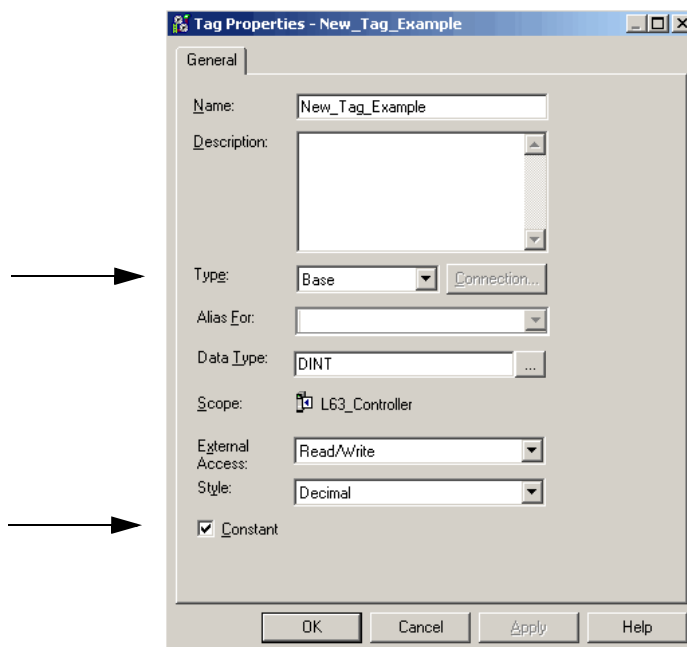 Tag Properties - New_Tag_Example
General
Name: New_Tag_Example
Description:
Type: Base Connection...
Alias For:
Data Type: DINT ...
Scope: L63_Controller
External Access: Read/Write
Style: Decimal
Constant
OK Cancel Apply Help